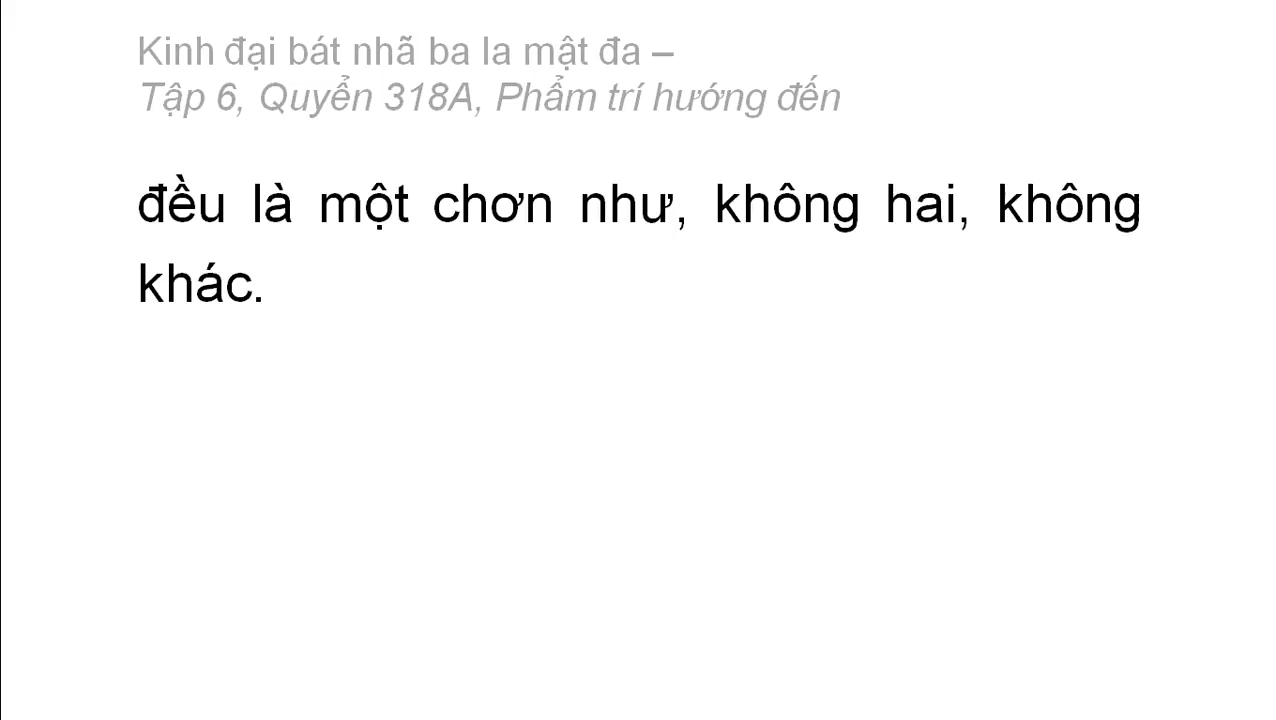 Kinh đại bát nhã ba la mật đa –
Tập 6, Quyển 318A, Phẩm trí hướng đến
đều là một chơn như, không hai, không
khác.